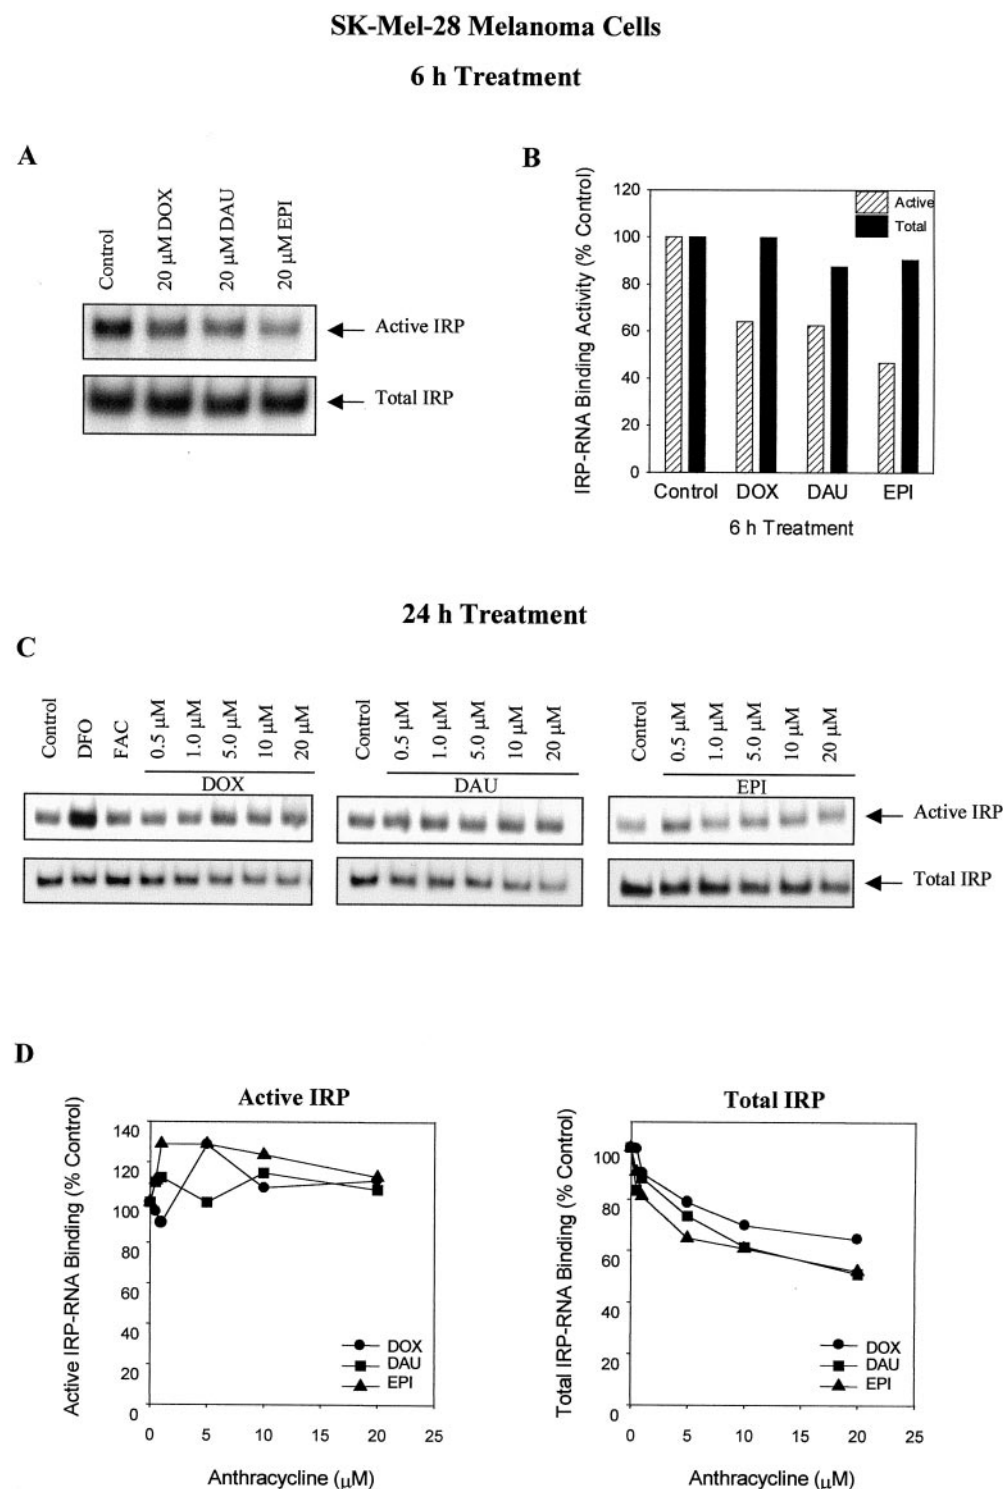 SK-Mel-28 Melanoma Cells
6 h Treatment
A
Control
20 μM DOX
20 μM DAU
20 μM EPI
Active IRP
Total IRP
B
IRP-RNA Binding Activity (% Control)
120
100
80
60
40
20
0
Active
Total
Control DOX DAU EPI
6 h Treatment
24 h Treatment
C
Control
DFO
FAC
0.5 μM
1.0 μM
5.0 μM
10 μM
20 μM
DOX
Control
0.5 μM
1.0 μM
5.0 μM
10 μM
20 μM
DAU
Control
0.5 μM
1.0 μM
5.0 μM
10 μM
20 μM
EPI
Active IRP
Total IRP
D
Active IRP
Active IRP-RNA Binding (% Control)
140
120
100
80
60
40
20
0
DOX
DAU
EPI
0 5 10 15 20 25
Anthracycline (μM)
Total IRP
Total IRP-RNA Binding (% Control)
100
80
60
40
20
0
DOX
DAU
EPI
0 5 10 15 20 25
Anthracycline (μM)